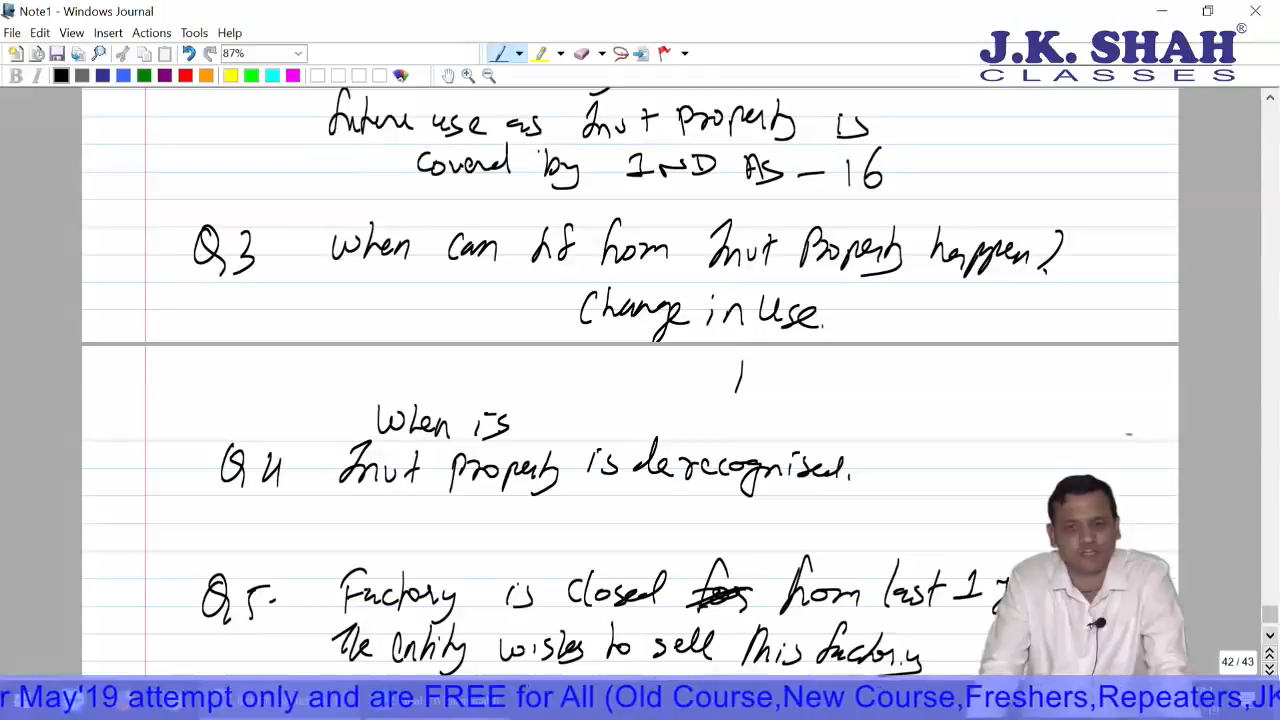 Note1 - Windows Journal
File Edit View Insert Actions Tools Help
J.K. SHAH®
CLASSES
87%
B I
future use as Invt property is
covered by IND AS - 16
Q3 When can trf from Invt Property happen?
Change in Use.
When is
Q4 Invt property is derecognised.
Q5. Factory is closed from last 1
The entity wishes to sell this factory
42 / 43
r May'19 attempt only and are FREE for All (Old Course,New Course,Freshers,Repeaters,JK